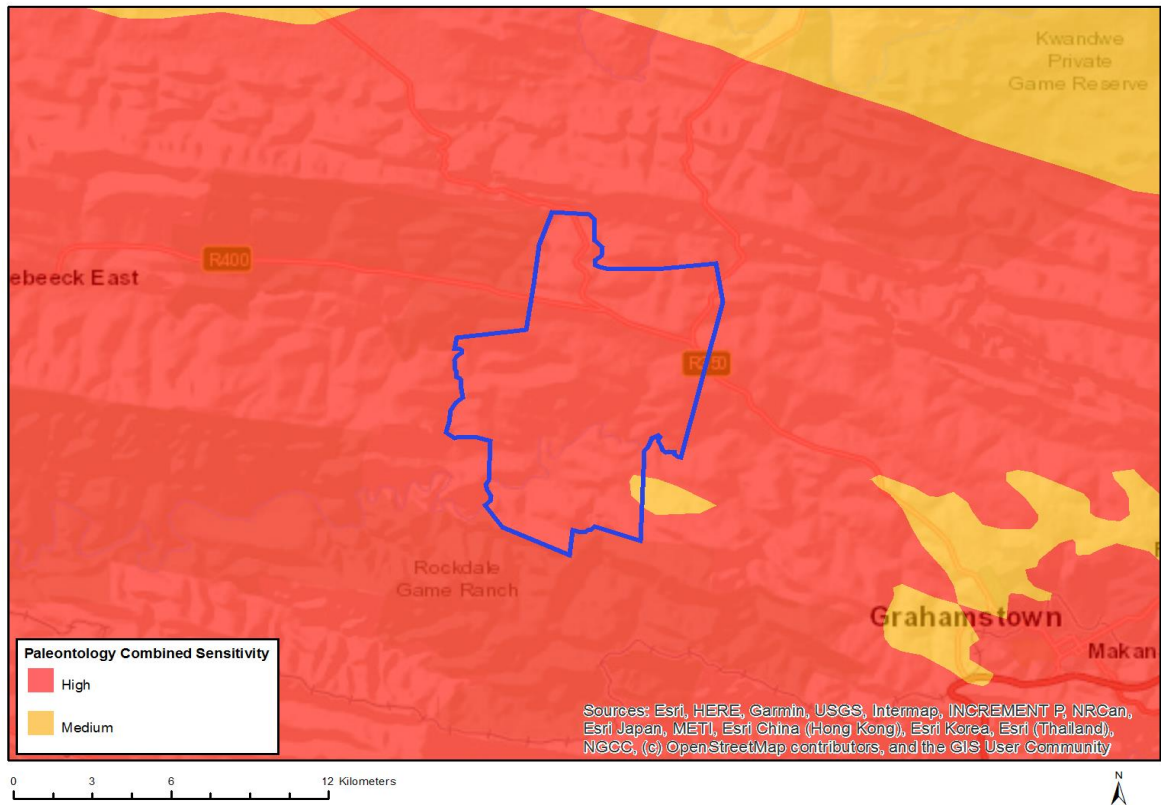 Kwandwe
Private
Game Reserve
R400
ebeeck East
R350
Rockdale
Game Ranch
Grahamstown
Makan
Paleontology Combined Sensitivity
High
Medium
Sources: Esri, HERE, Garmin, USGS, Intermap, INCREMENT P, NRCan,
Esri Japan, METI, Esri China (Hong Kong), Esri Korea, Esri (Thailand),
NGCC, (c) OpenStreetMap contributors, and the GIS User Community
0 3 6 12 Kilometers
N